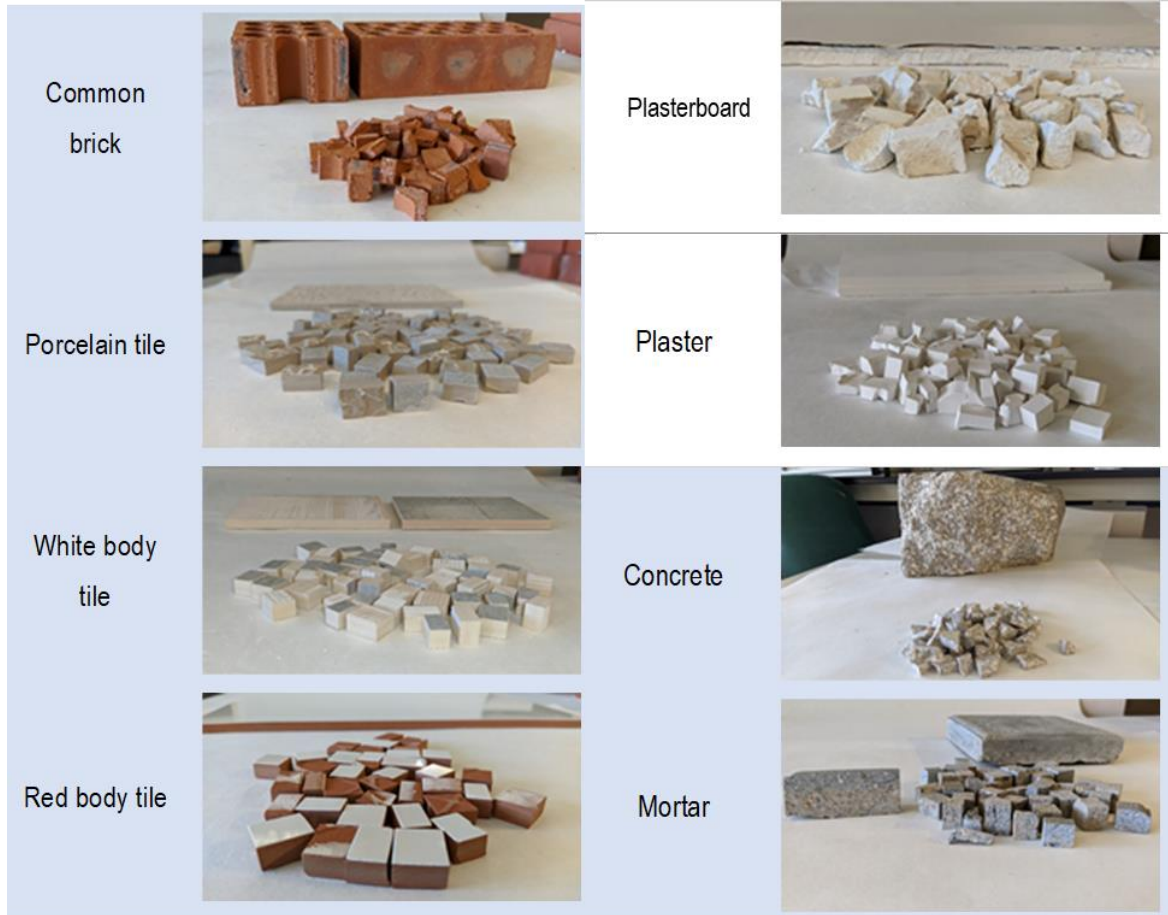 Common
brick
Plasterboard
Porcelain tile
Plaster
White body
tile
Concrete
Red body tile
Mortar